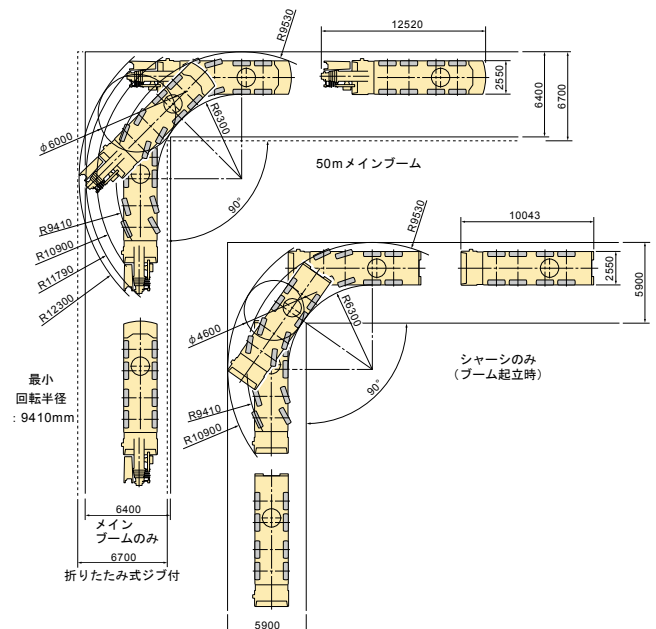 R9530
12520
2550
6400
6700
φ6000
R6300
50mメインブーム
90°
R9410
R10900
R11790
R12300
R9530
10043
2550
5900
φ4600
R6300
シャーシのみ
(ブーム起立時)
90°
最小
回転半径
:9410mm
R9410
R10900
6400
メイン
ブームのみ
6700
折りたたみ式ジブ付
5900